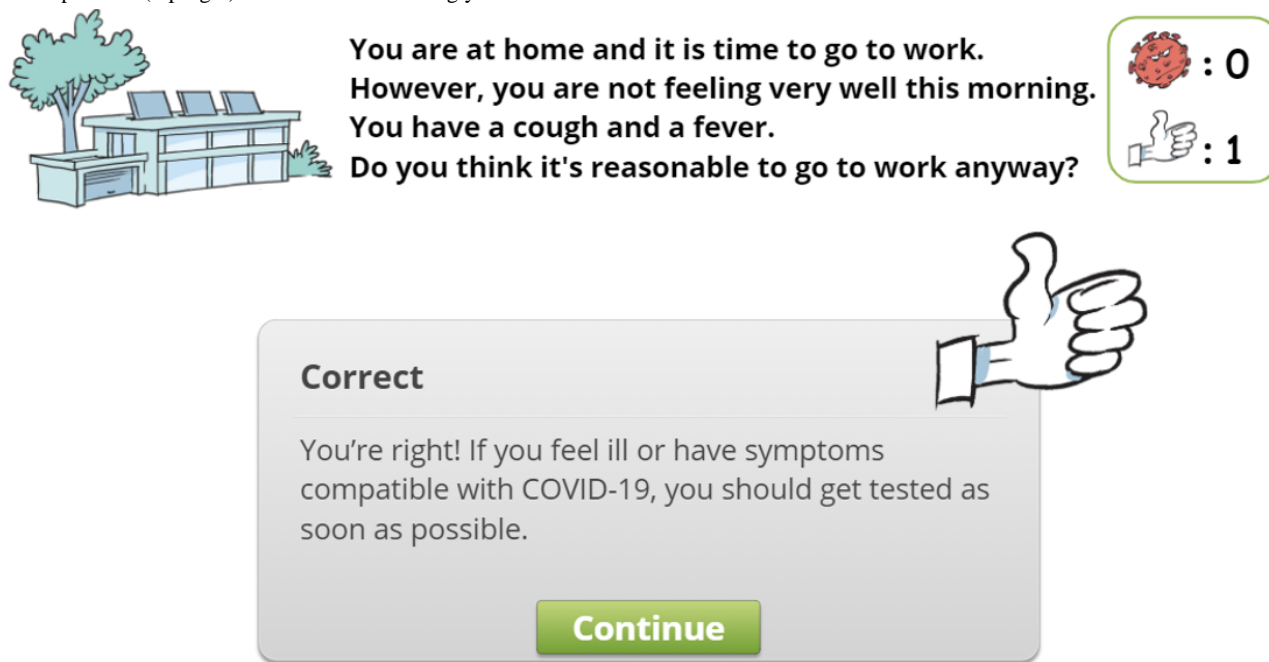 You are at home and it is time to go to work.
However, you are not feeling very well this morning.
You have a cough and a fever.
Do you think it's reasonable to go to work anyway?
: 0
: 1
Correct
You’re right! If you feel ill or have symptoms
compatible with COVID-19, you should get tested as
soon as possible.
Continue